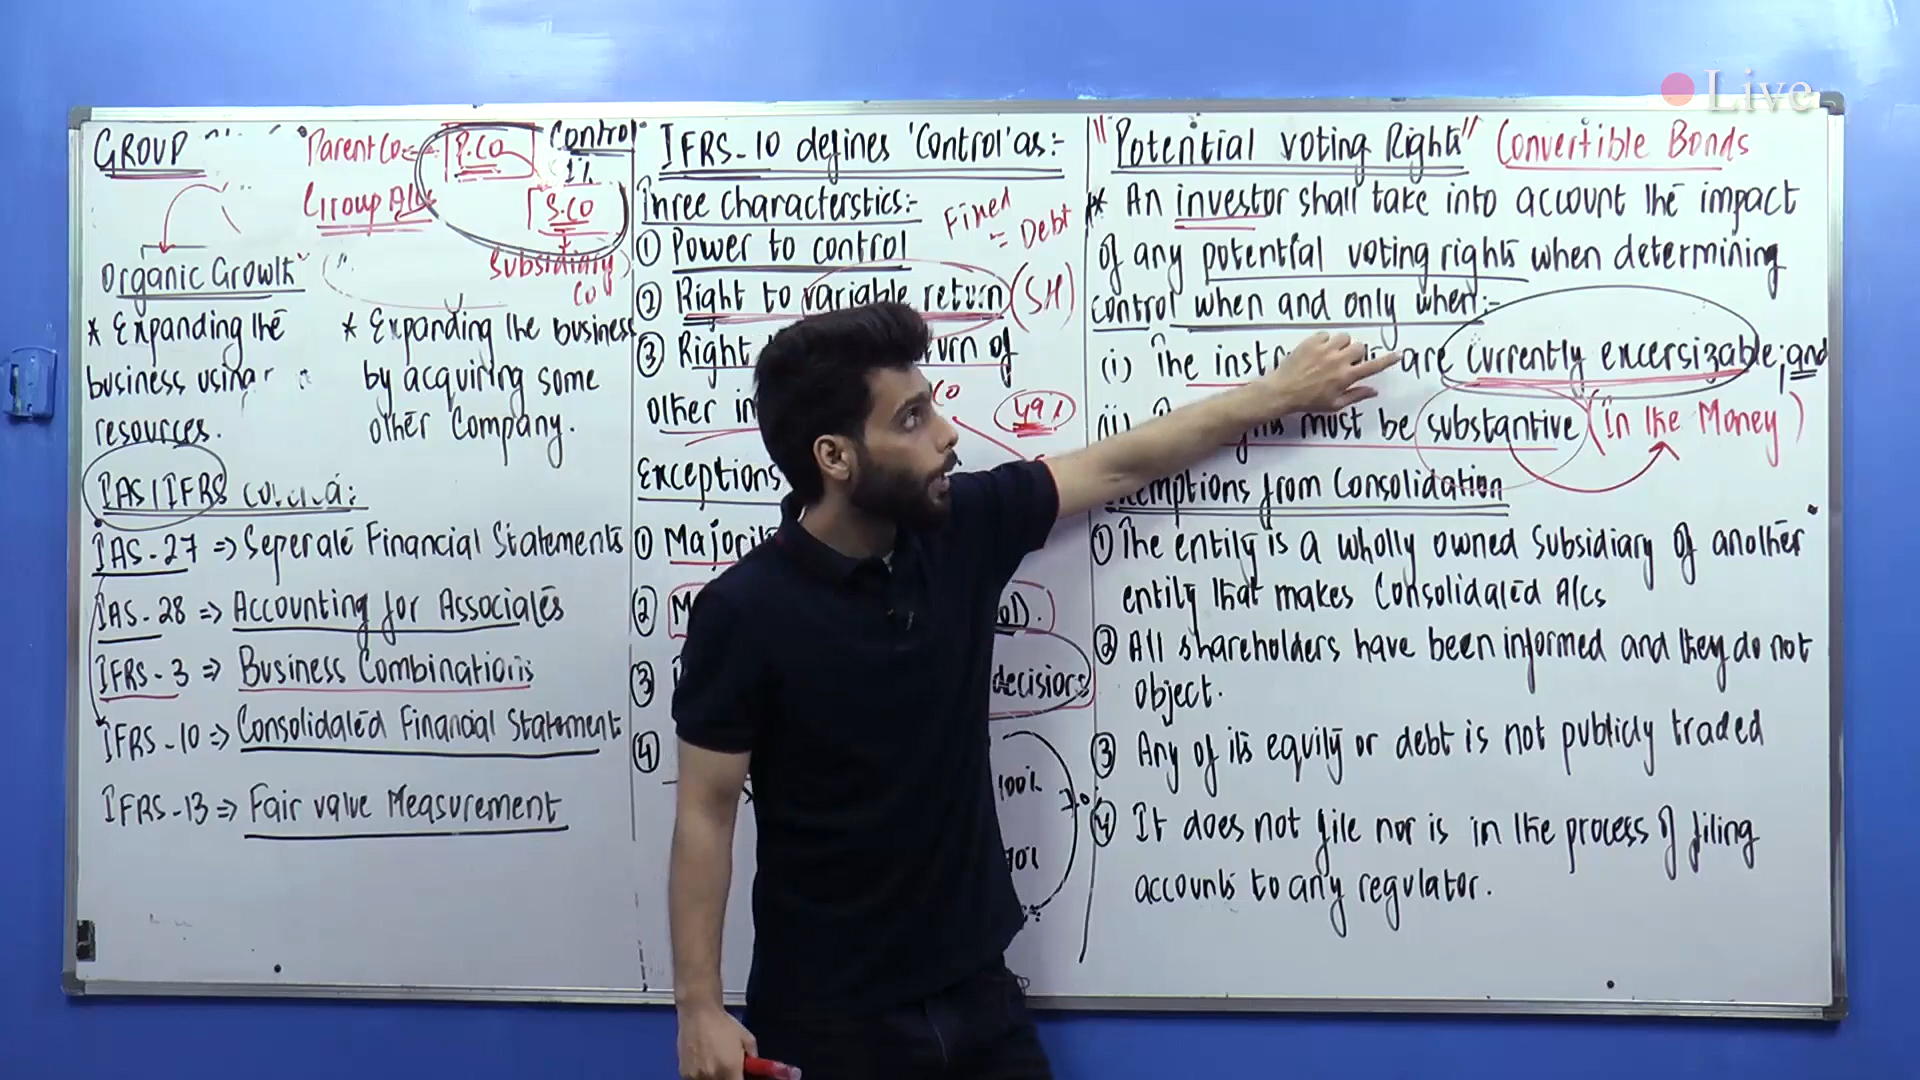 Live
GROUP
Parent Co
P.CO
Control
1%
Group A/Cs
S.CO
Subsidiary
Co
Organic Growth
* Expanding the
business using
resources.
* Expanding the business
by acquiring some
other Company.
IAS/IFRS
IAS-27 => Seperate Financial Statements
IAS-28 => Accounting for Associates
IFRS-3 => Business Combinations
IFRS-10 => Consolidated Financial Statement
IFRS-13 => Fair value Measurement
IFRS-10 defines 'Control' as:-
Three characterstics:-
Fixed
= Debt
① Power to control
② Right to variable return (SH)
③ Right
of
other in
49%
Exceptions
①
②
③ decisions
④
100%
"Potential voting Rights" Convertible Bonds
* An investor shall take into account the impact
of any potential voting rights when determining
control when and only when:-
(i) The are currently excersizable; and
(ii) must be substantive (In the Money)
Exemptions from Consolidation
① The entity is a wholly owned subsidiary of another
entity that makes Consolidated A/cs
② All shareholders have been informed and they do not
object.
③ Any of its equity or debt is not publicly traded
④ It does not file nor is in the process of filing
accounts to any regulator.